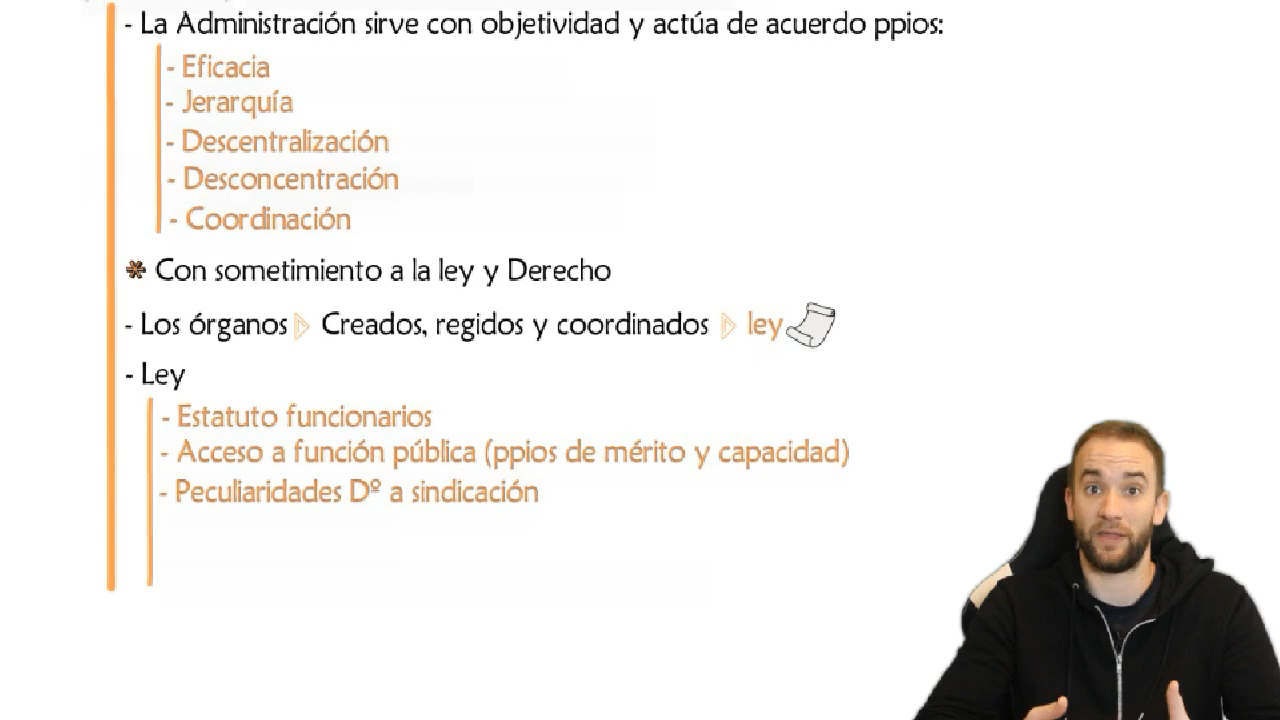 - La Administración sirve con objetividad y actúa de acuerdo ppios:
- Eficacia
- Jerarquía
- Descentralización
- Desconcentración
- Coordinación
* Con sometimiento a la ley y Derecho
- Los órganos ▷ Creados, regidos y coordinados ▷ ley
- Ley
- Estatuto funcionarios
- Acceso a función pública (ppios de mérito y capacidad)
- Peculiaridades Dº a sindicación